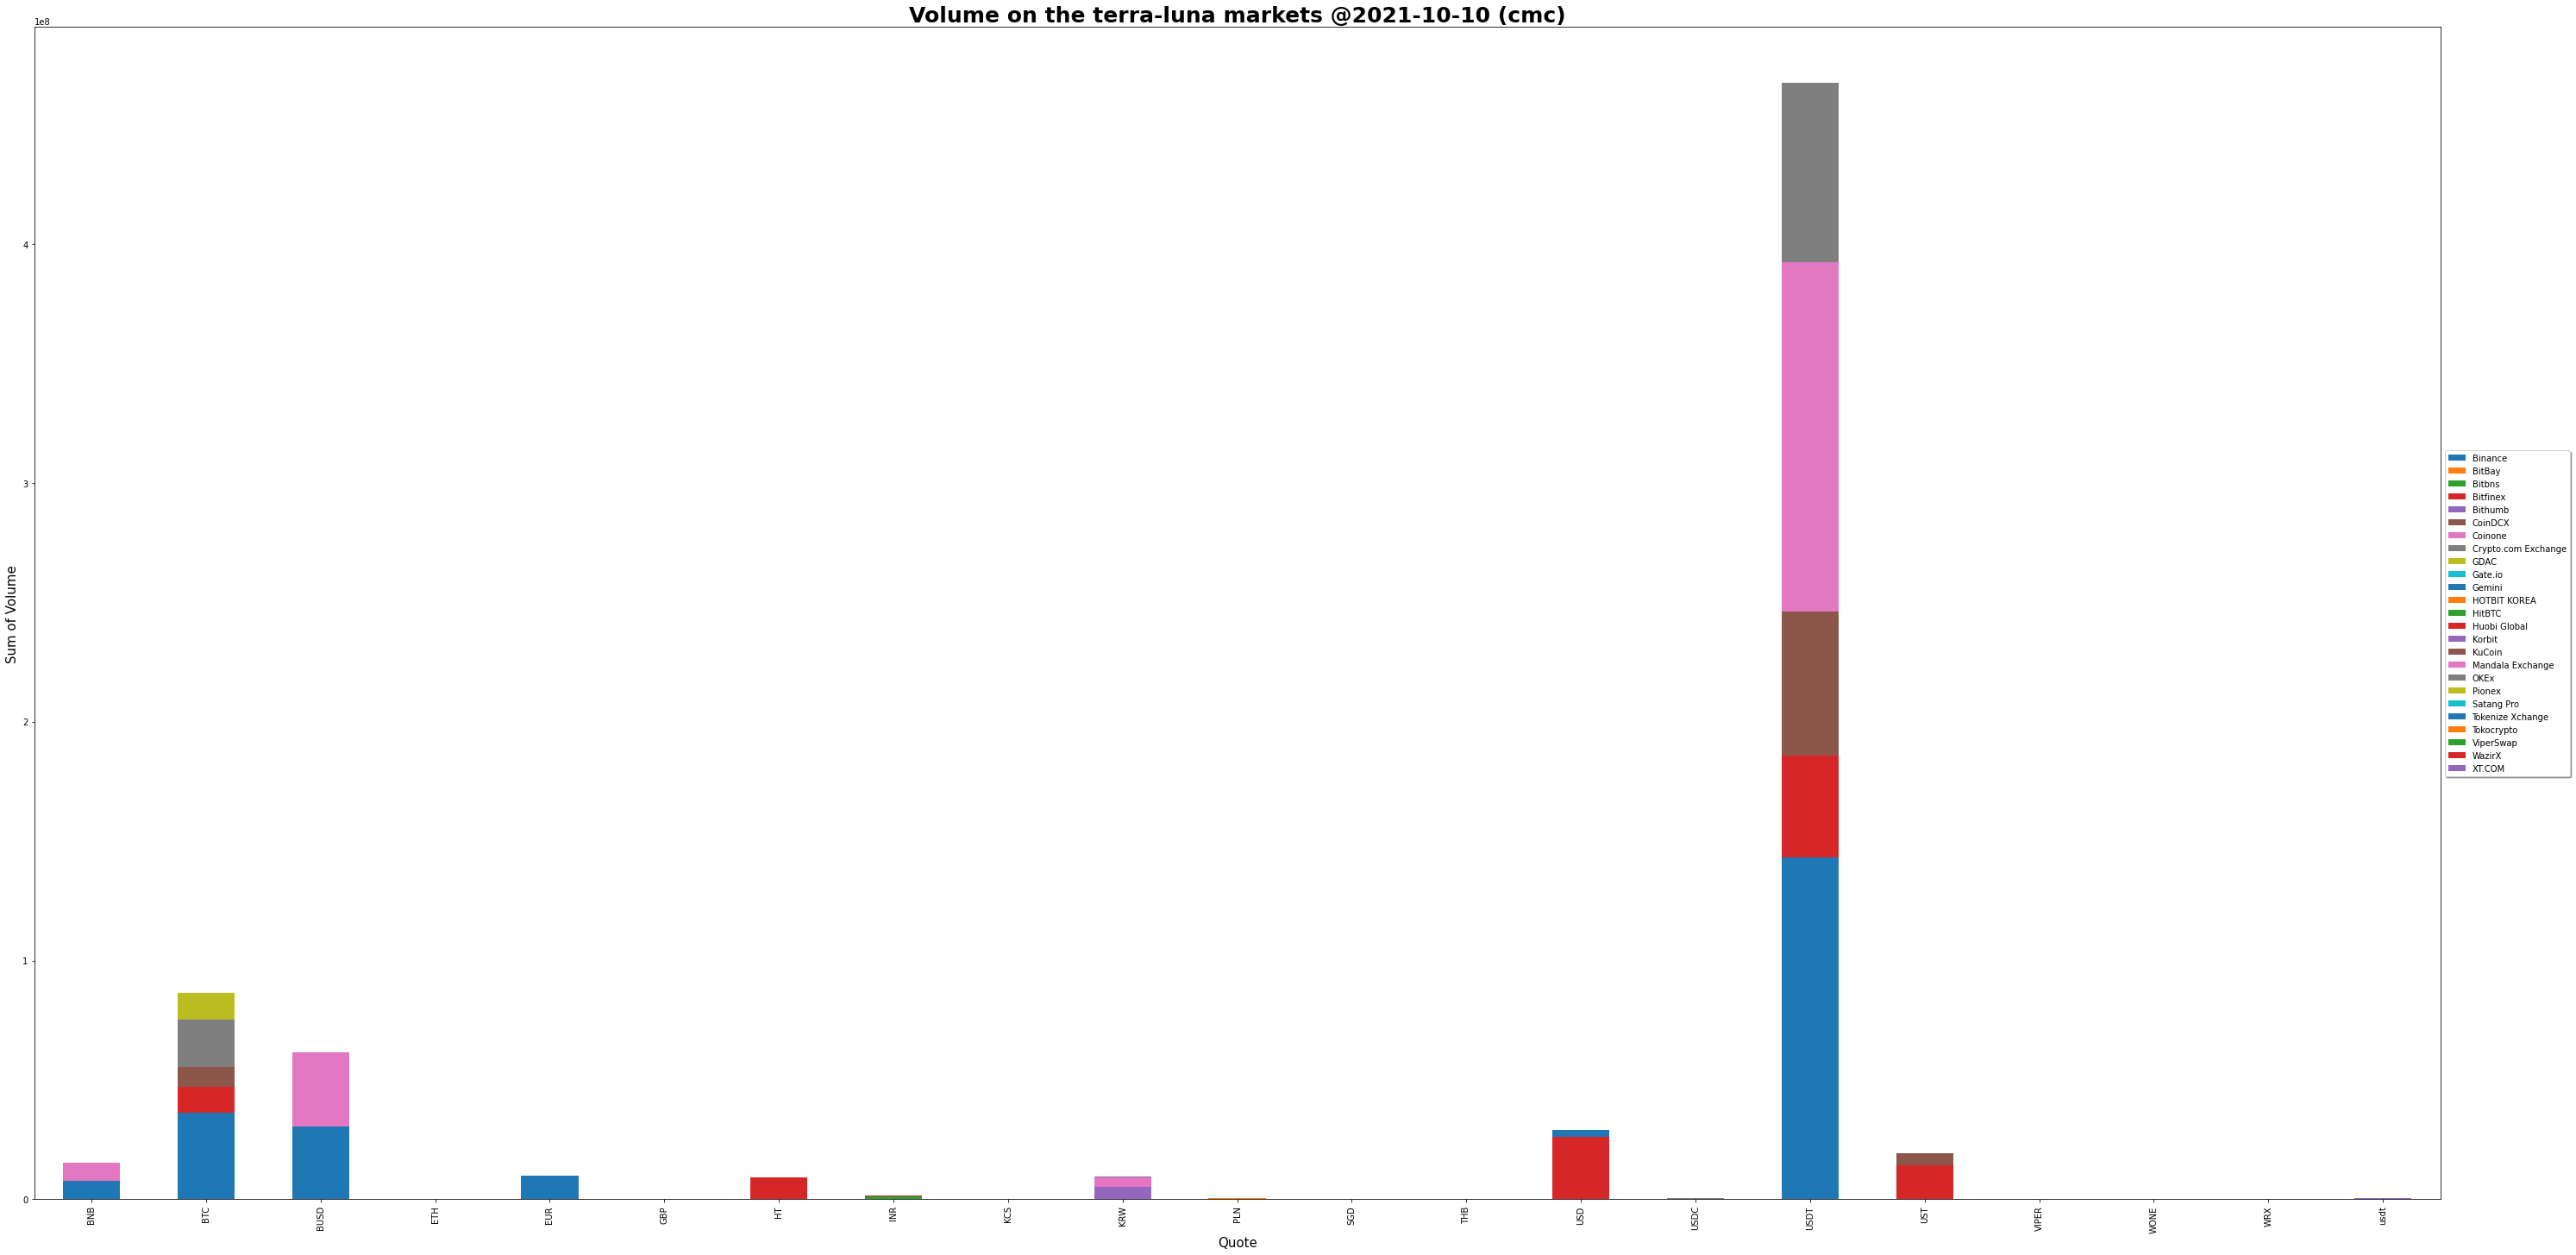 Volume on the terra-luna markets @2021-10-10 (cmc)
1e8
4
3
2
1
0
Sum of Volume
BNB
BTC
BUSD
ETH
EUR
GBP
HT
INR
KCS
KRW
PLN
SGD
THB
USD
USDC
USDT
UST
VIPER
WONE
WRX
usdt
Quote
Binance
BitBay
Bitbns
Bitfinex
Bithumb
CoinDCX
Coinone
Crypto.com Exchange
GDAC
Gate.io
Gemini
HOTBIT KOREA
HitBTC
Huobi Global
Korbit
KuCoin
Mandala Exchange
OKEx
Pionex
Satang Pro
Tokenize Xchange
Tokocrypto
ViperSwap
WazirX
XT.COM